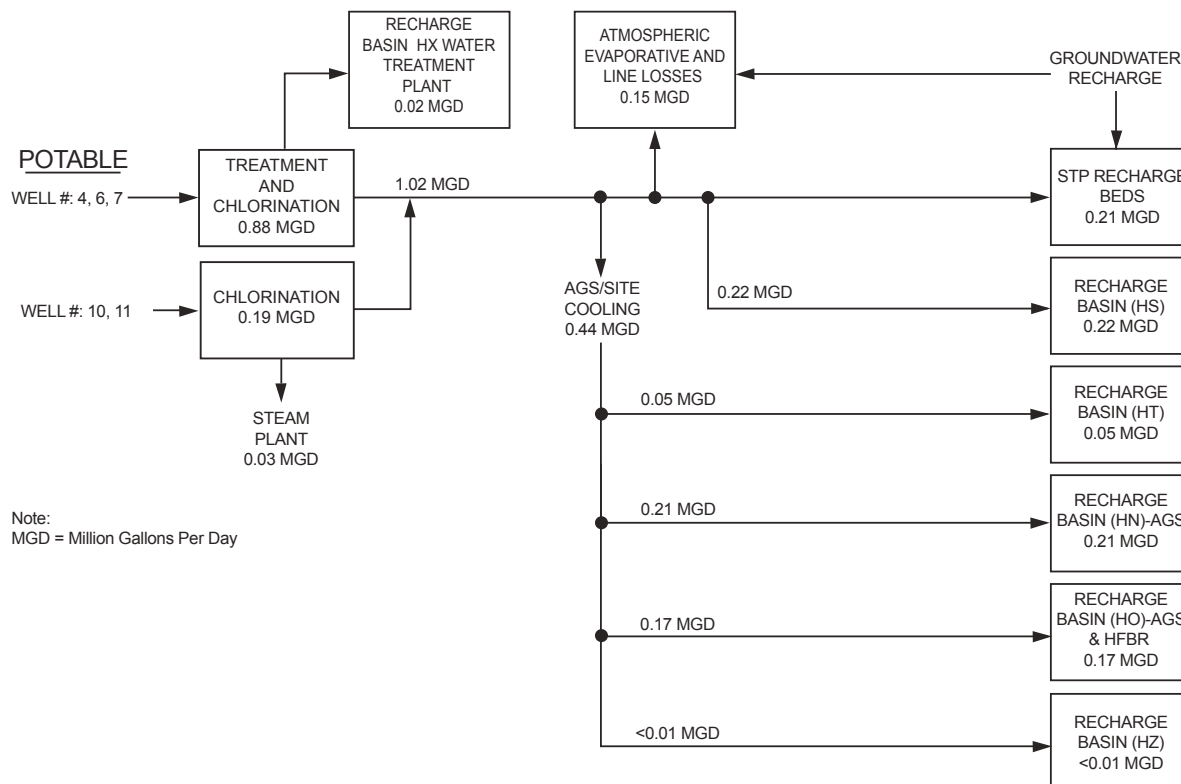 RECHARGE
BASIN HX WATER
TREATMENT
PLANT
0.02 MGD
ATMOSPHERIC
EVAPORATIVE AND
LINE LOSSES
0.15 MGD
GROUNDWATER
RECHARGE
POTABLE
WELL #: 4, 6, 7
TREATMENT
AND
CHLORINATION
0.88 MGD
1.02 MGD
STP RECHARGE
BEDS
0.21 MGD
WELL #: 10, 11
CHLORINATION
0.19 MGD
STEAM
PLANT
0.03 MGD
AGS/SITE
COOLING
0.44 MGD
0.22 MGD
RECHARGE
BASIN (HS)
0.22 MGD
0.05 MGD
RECHARGE
BASIN (HT)
0.05 MGD
Note:
MGD = Million Gallons Per Day
0.21 MGD
RECHARGE
BASIN (HN)-AGS
0.21 MGD
0.17 MGD
RECHARGE
BASIN (HO)-AGS
& HFBR
0.17 MGD
<0.01 MGD
RECHARGE
BASIN (HZ)
<0.01 MGD